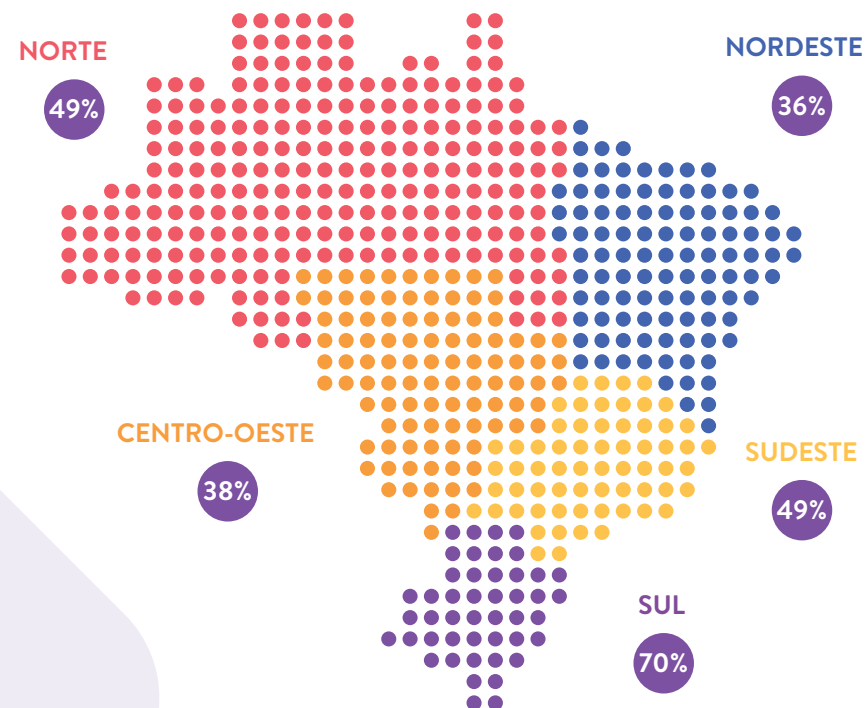 NORTE
49%
NORDESTE
36%
CENTRO-OESTE
38%
SUDESTE
49%
SUL
70%